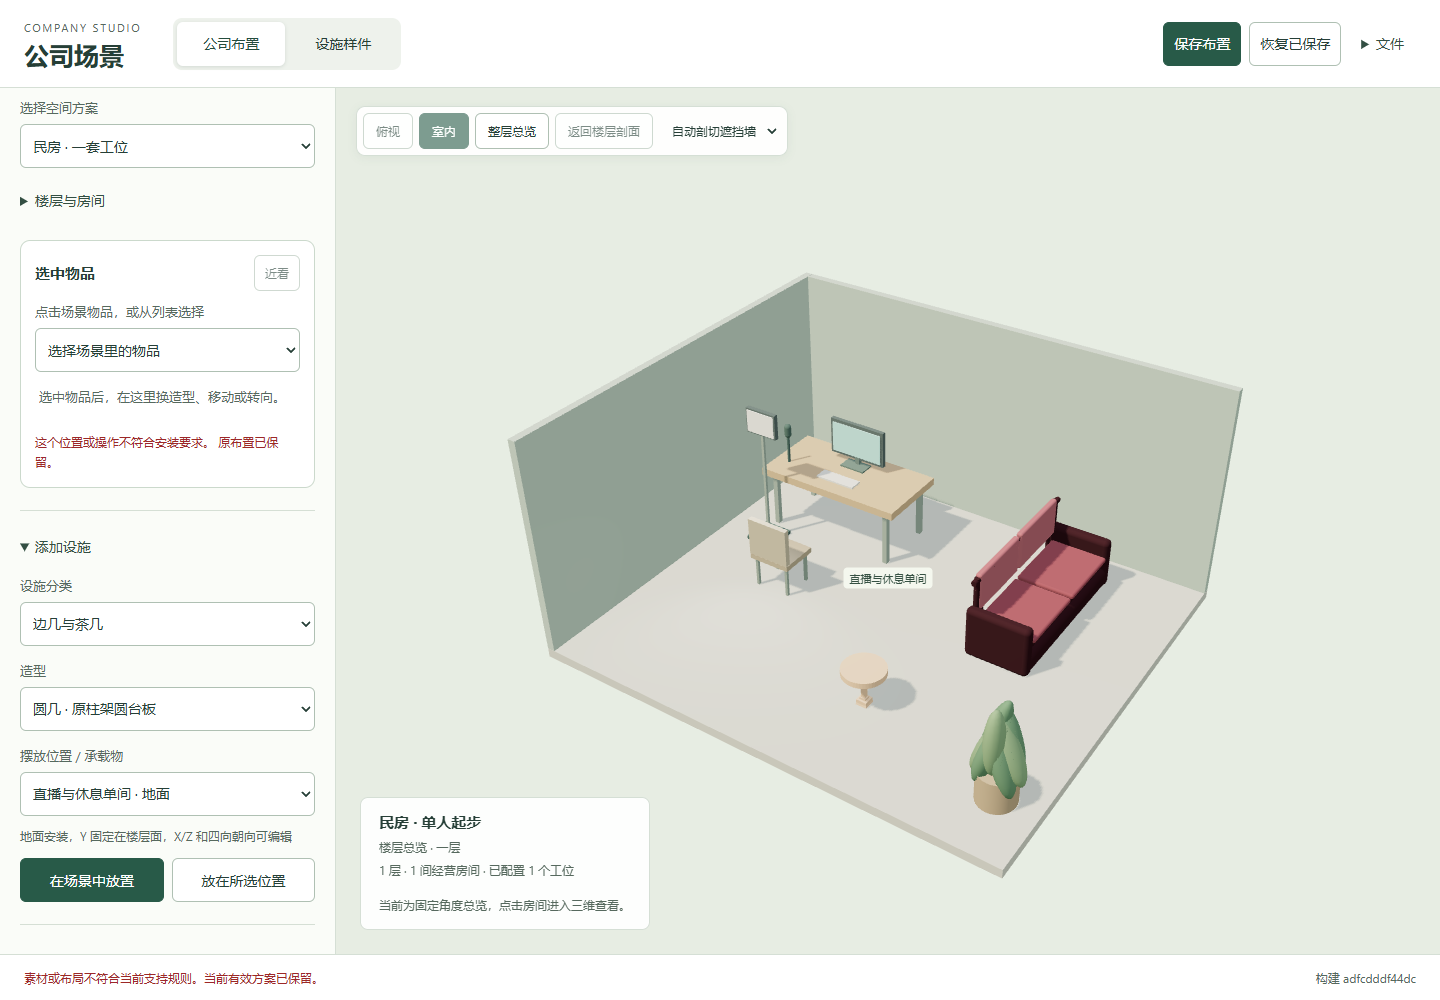 COMPANY STUDIO
公司场景
公司布置
设施样件
保存布置
恢复已保存
▶ 文件
选择空间方案
民房 · 一套工位
▶ 楼层与房间
选中物品
近看
点击场景物品，或从列表选择
选择场景里的物品
选中物品后，在这里换造型、移动或转向。
这个位置或操作不符合安装要求。 原布置已保
留。
▼ 添加设施
设施分类
边几与茶几
造型
圆几 · 原柱架圆台板
摆放位置 / 承载物
直播与休息单间 · 地面
地面安装，Y 固定在楼层面，X/Z 和四向朝向可编辑
在场景中放置
放在所选位置
俯视
室内
整层总览
返回楼层剖面
自动剖切遮挡墙
直播与休息单间
民房 · 单人起步
楼层总览 · 一层
1 层 · 1 间经营房间 · 已配置 1 个工位
当前为固定角度总览，点击房间进入三维查看。
素材或布局不符合当前支持规则。当前有效方案已保留。
构建 adfcdddf44dc